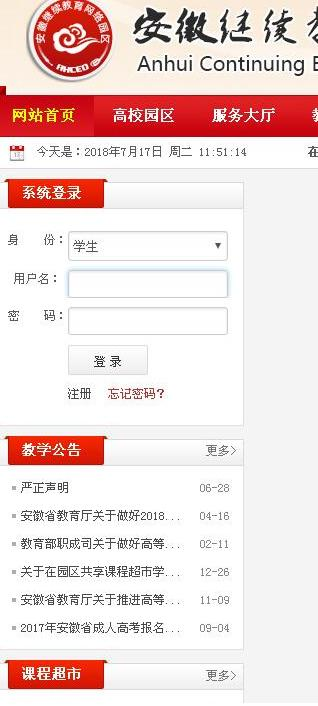 安徽继续教育网络园区
AHCEO
安徽继续
Anhui Continuing E
网站首页 高校园区 服务大厅
今天是：2018年7月17日 周二 11:51:14 在
系统登录
身 份： 学生
用户名：
密 码：
登 录
注册 忘记密码？
教学公告 更多>
严正声明 06-28
安徽省教育厅关于做好2018... 04-16
教育部职成司关于做好高等... 02-11
关于在园区共享课程超市学... 12-26
安徽省教育厅关于推进高等... 11-09
2017年安徽省成人高考报名... 09-04
课程超市 更多>